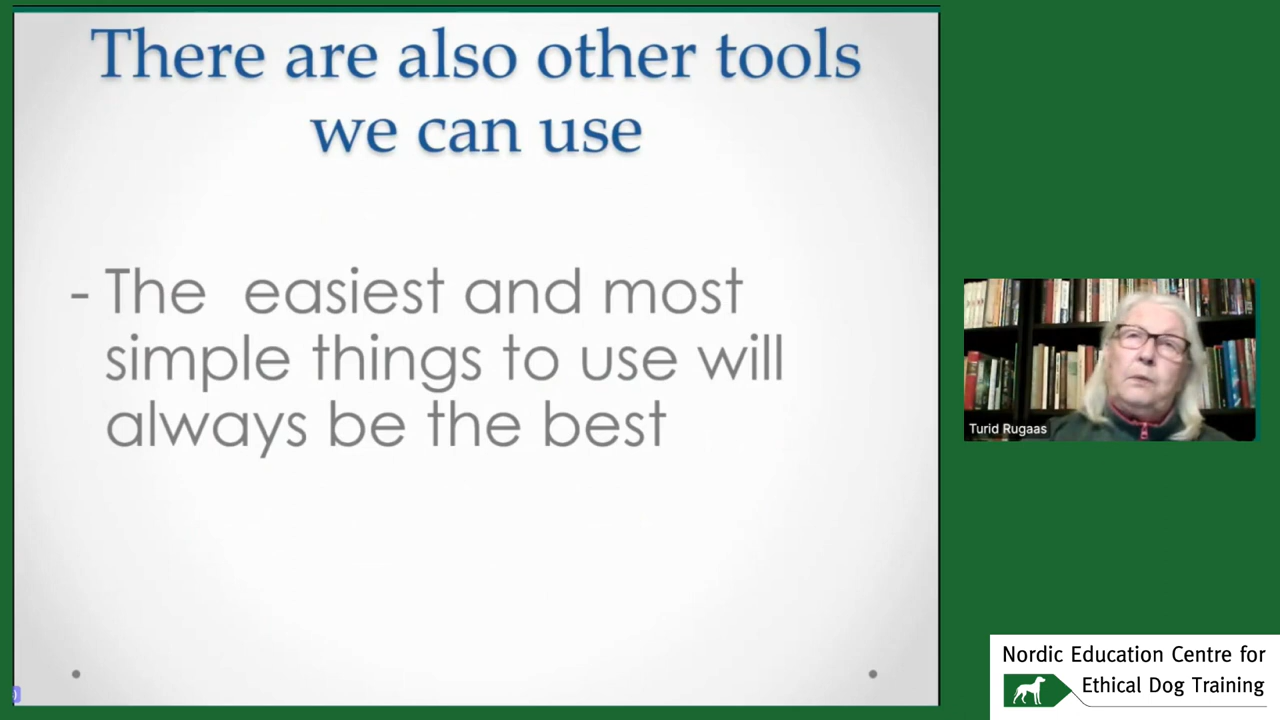 There are also other tools
we can use
- The easiest and most
simple things to use will
always be the best
Turid Rugaas
Nordic Education Centre for
Ethical Dog Training